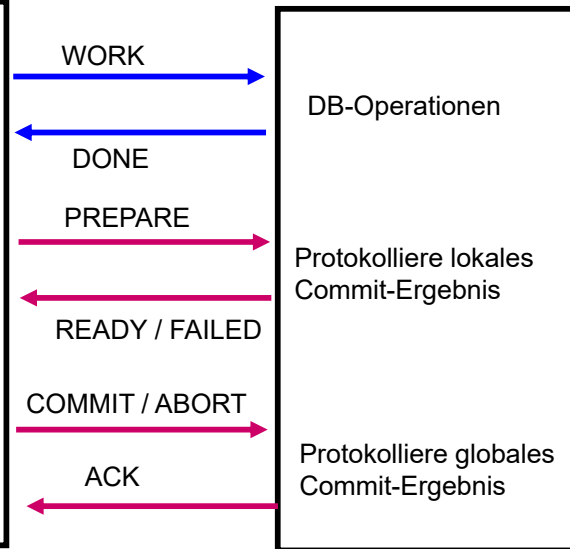 WORK
DB-Operationen
DONE
PREPARE
Protokolliere lokales
Commit-Ergebnis
READY / FAILED
COMMIT / ABORT
Protokolliere globales
Commit-Ergebnis
ACK